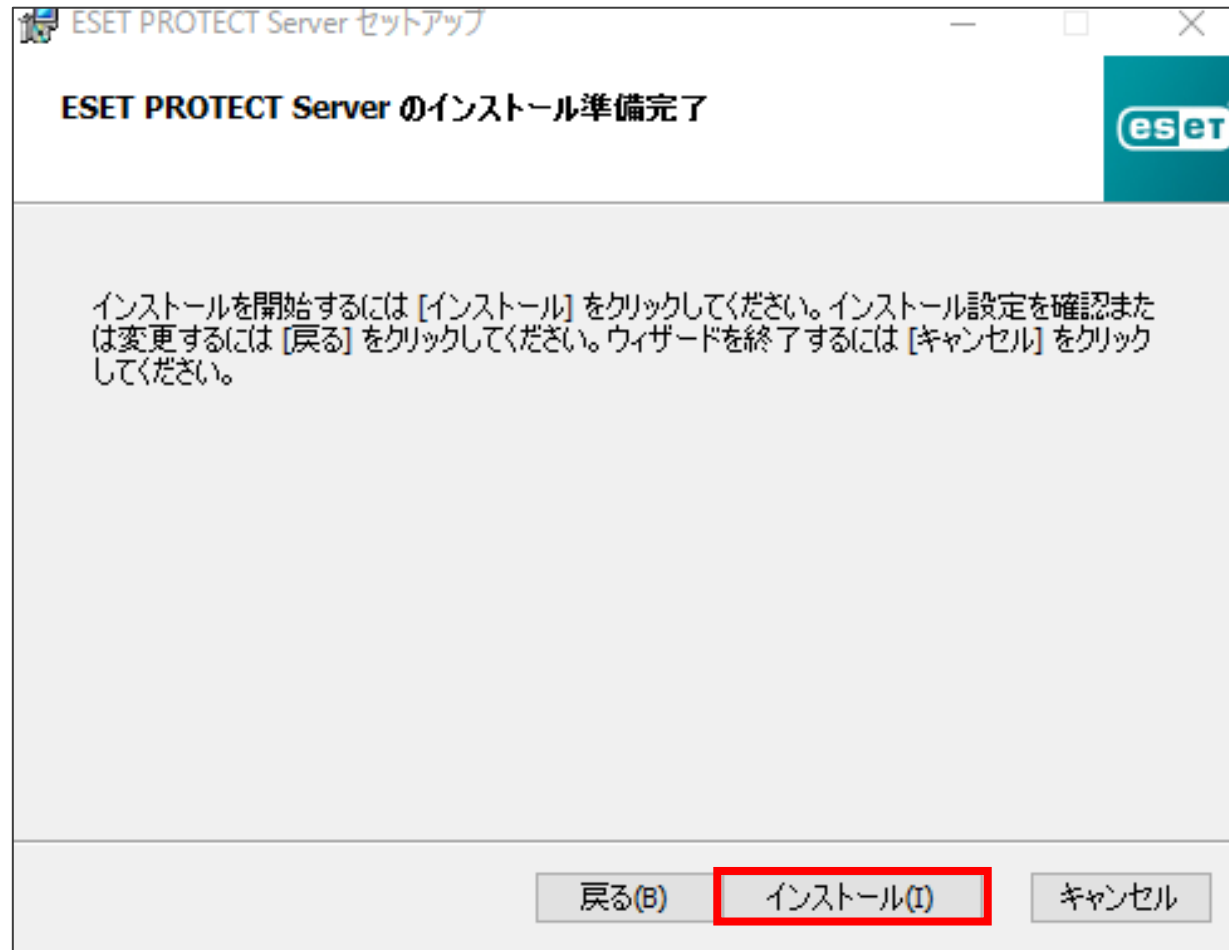 ESET PROTECT Server セットアップ
ESET PROTECT Server のインストール準備完了
eset
インストールを開始するには [インストール] をクリックしてください。インストール設定を確認また
は変更するには [戻る] をクリックしてください。ウィザードを終了するには [キャンセル] をクリック
してください。
戻る(B) インストール(I) キャンセル